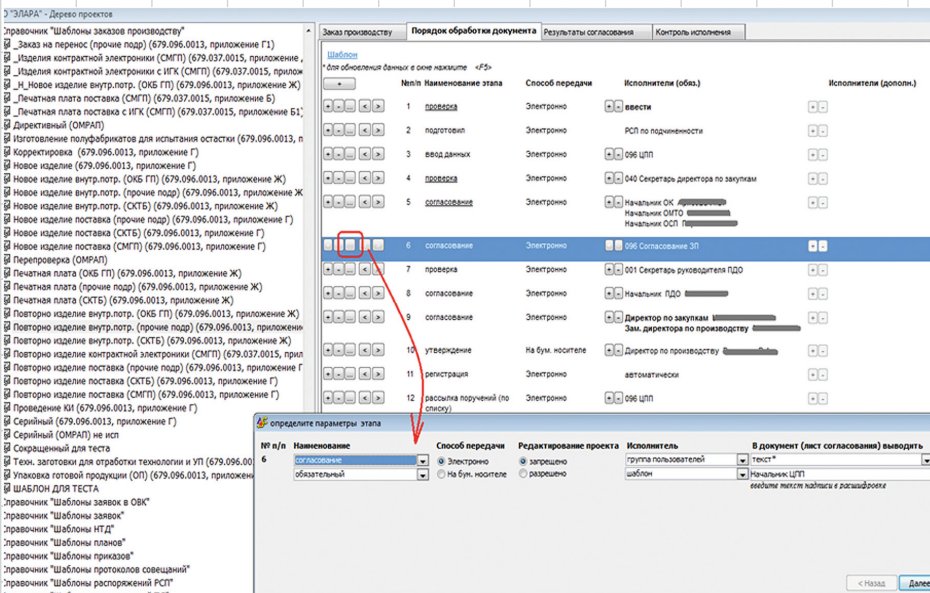 О "ЭЛАРА" - Дерево проектов
Справочник "Шаблоны заказов производству"
_Заказ на перенос (прочие подр) (679.096.0013, приложение Г1)
_Изделия контрактной электроники (СМГП) (679.037.0015, приложение
_Изделия контрактной электроники с ИГК (СМГП) (679.037.0015, прилож
_Н_Новое изделие внутр.потр. (ОКБ ГП) (679.096.0013, приложение Ж)
_Печатная плата поставка (СМГП) (679.037.0015, приложение Б)
_Печатная плата поставка с ИГК (СМГП) (679.037.0015, приложение Б1)
Директивный (ОМРАП)
Изготовление полуфабрикатов для испытания остастки (679.096.0013, п
Корректировка (679.096.0013, приложение Г)
Новое изделие (679.096.0013, приложение Г)
Новое изделие внутр.потр. (ОКБ ГП) (679.096.0013, приложение Ж)
Новое изделие внутр.потр. (прочие подр) (679.096.0013, приложение Ж
Новое изделие внутр.потр. (СКТБ) (679.096.0013, приложение Ж)
Новое изделие поставка (прочие подр) (679.096.0013, приложение Г)
Новое изделие поставка (СКТБ) (679.096.0013, приложение Г)
Новое изделие поставка (СМГП) (679.096.0013, приложение Г)
Перепроверка (ОМРАП)
Печатная плата (ОКБ ГП) (679.096.0013, приложение Ж)
Печатная плата (прочие подр) (679.096.0013, приложение Ж)
Печатная плата (СКТБ) (679.096.0013, приложение Ж)
Повторно изделие внутр.потр. (ОКБ ГП) (679.096.0013, приложение Ж)
Повторно изделие внутр.потр. (прочие подр) (679.096.0013, приложени
Повторно изделие внутр.потр. (СКТБ) (679.096.0013, приложение Ж)
Повторно изделие контрактной электроники (СМГП) (679.037.0015, прил
Повторно изделие поставка (прочие подр) (679.096.0013, приложение Г
Повторно изделие поставка (СКТБ) (679.096.0013, приложение Г)
Повторно изделие поставка (СМГП) (679.096.0013, приложение Г)
Проведение КИ (679.096.0013, приложение Г)
Серийный (679.096.0013, приложение Г)
Серийный (ОМРАП) не исп
Сокращенный для теста
Техн. заготовки для отработки технологии и УП (679.096.00
Упаковка готовой продукции (ОП) (679.096.0013, приложен
ШАБЛОН ДЛЯ ТЕСТА
Справочник "Шаблоны заявок в ОВК"
Справочник "Шаблоны заявок"
Справочник "Шаблоны НТД"
Справочник "Шаблоны планов"
Справочник "Шаблоны приказов"
Справочник "Шаблоны протоколов совещаний"
Справочник "Шаблоны распоряжений РСП"
Заказ производству Порядок обработки документа Результаты согласования Контроль исполнения
Шаблон
*для обновления данных в окне нажмите <F5>
+ №п/п Наименование этапа Способ передачи Исполнители (обяз.) Исполнители (дополн.)
+ - ... < > 1 проверка Электронно + - ввести + -
+ - ... < > 2 подготовил Электронно РСП по подчиненности + -
+ - ... < > 3 ввод данных Электронно + - 096 ЦПП + -
+ - ... < > 4 проверка Электронно + - 040 Секретарь директора по закупкам + -
+ - ... < > 5 согласование Электронно + - Начальник ОК + -
Начальник ОМТО
Начальник ОСП
6 согласование Электронно 096 Согласование ЗП + -
+ - ... < > 7 проверка Электронно + - 001 Секретарь руководителя ПДО + -
+ - ... < > 8 согласование Электронно + - Начальник ПДО + -
+ - ... < > 9 согласование Электронно + - Директор по закупкам + -
Зам. директора по производству
+ - ... < > 10 утверждение На бум. носителе + - Директор по производству + -
+ - ... < > 11 регистрация Электронно автоматически + -
+ - ... < > 12 рассылка поручений (по Электронно + - 096 ЦПП + -
списку)
определите параметры этапа
№ п/п Наименование Способ передачи Редактирование проекта Исполнитель В документ (лист согласования) выводить
6 согласование Электронно запрещено группа пользователей текст*
обязательный На бум. носителе разрешено шаблон Начальник ЦПП
введите текст надписи в расшифровке
< Назад Далее